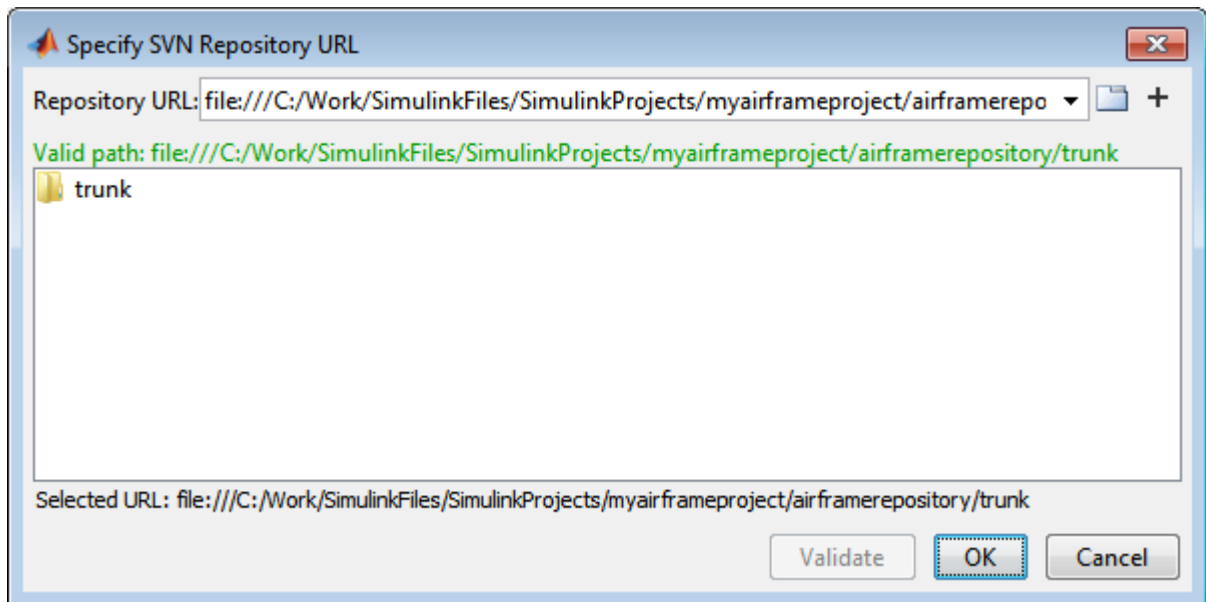 Specify SVN Repository URL
Repository URL: file:///C:/Work/SimulinkFiles/SimulinkProjects/myairframeproject/airframerepo
Valid path: file:///C:/Work/SimulinkFiles/SimulinkProjects/myairframeproject/airframerepository/trunk
trunk
Selected URL: file:///C:/Work/SimulinkFiles/SimulinkProjects/myairframeproject/airframerepository/trunk
Validate OK Cancel